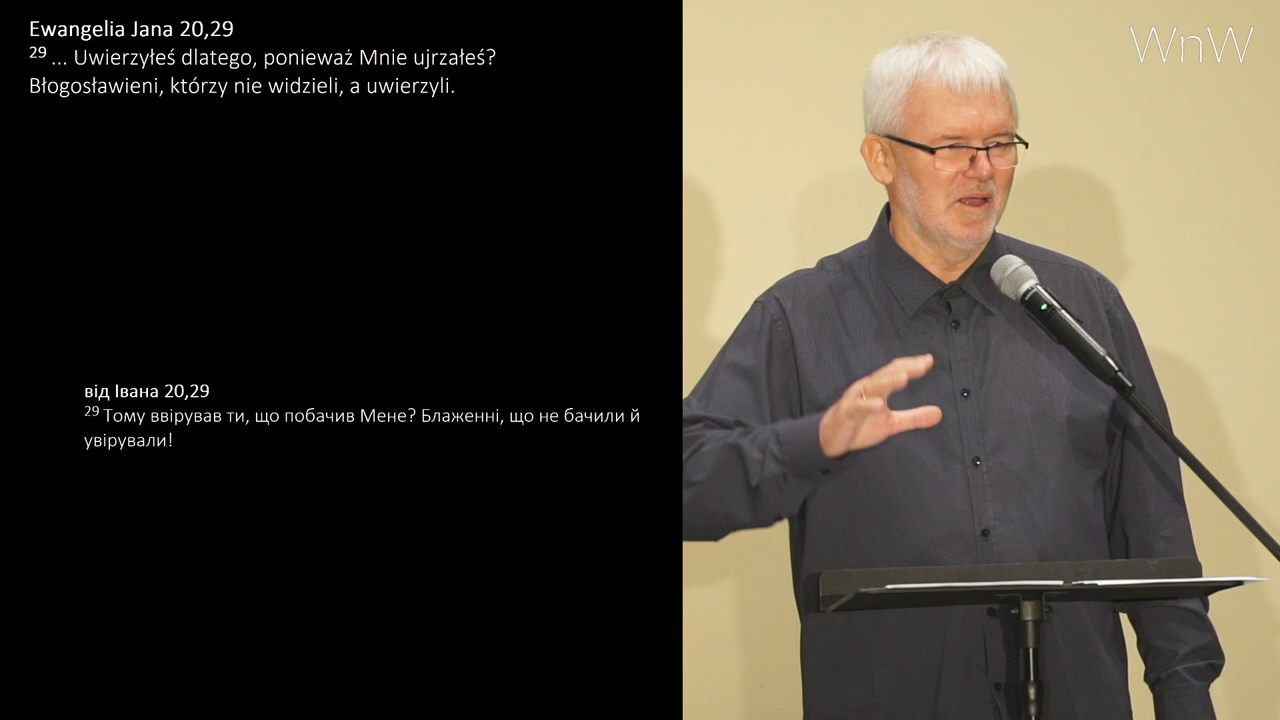 Ewangelia Jana 20,29
29 ... Uwierzyłeś dlatego, ponieważ Mnie ujrzałeś?
Błogosławieni, którzy nie widzieli, a uwierzyli.
WnW
від Івана 20,29
29 Тому ввірував ти, що побачив Мене? Блаженні, що не бачили й
увірували!